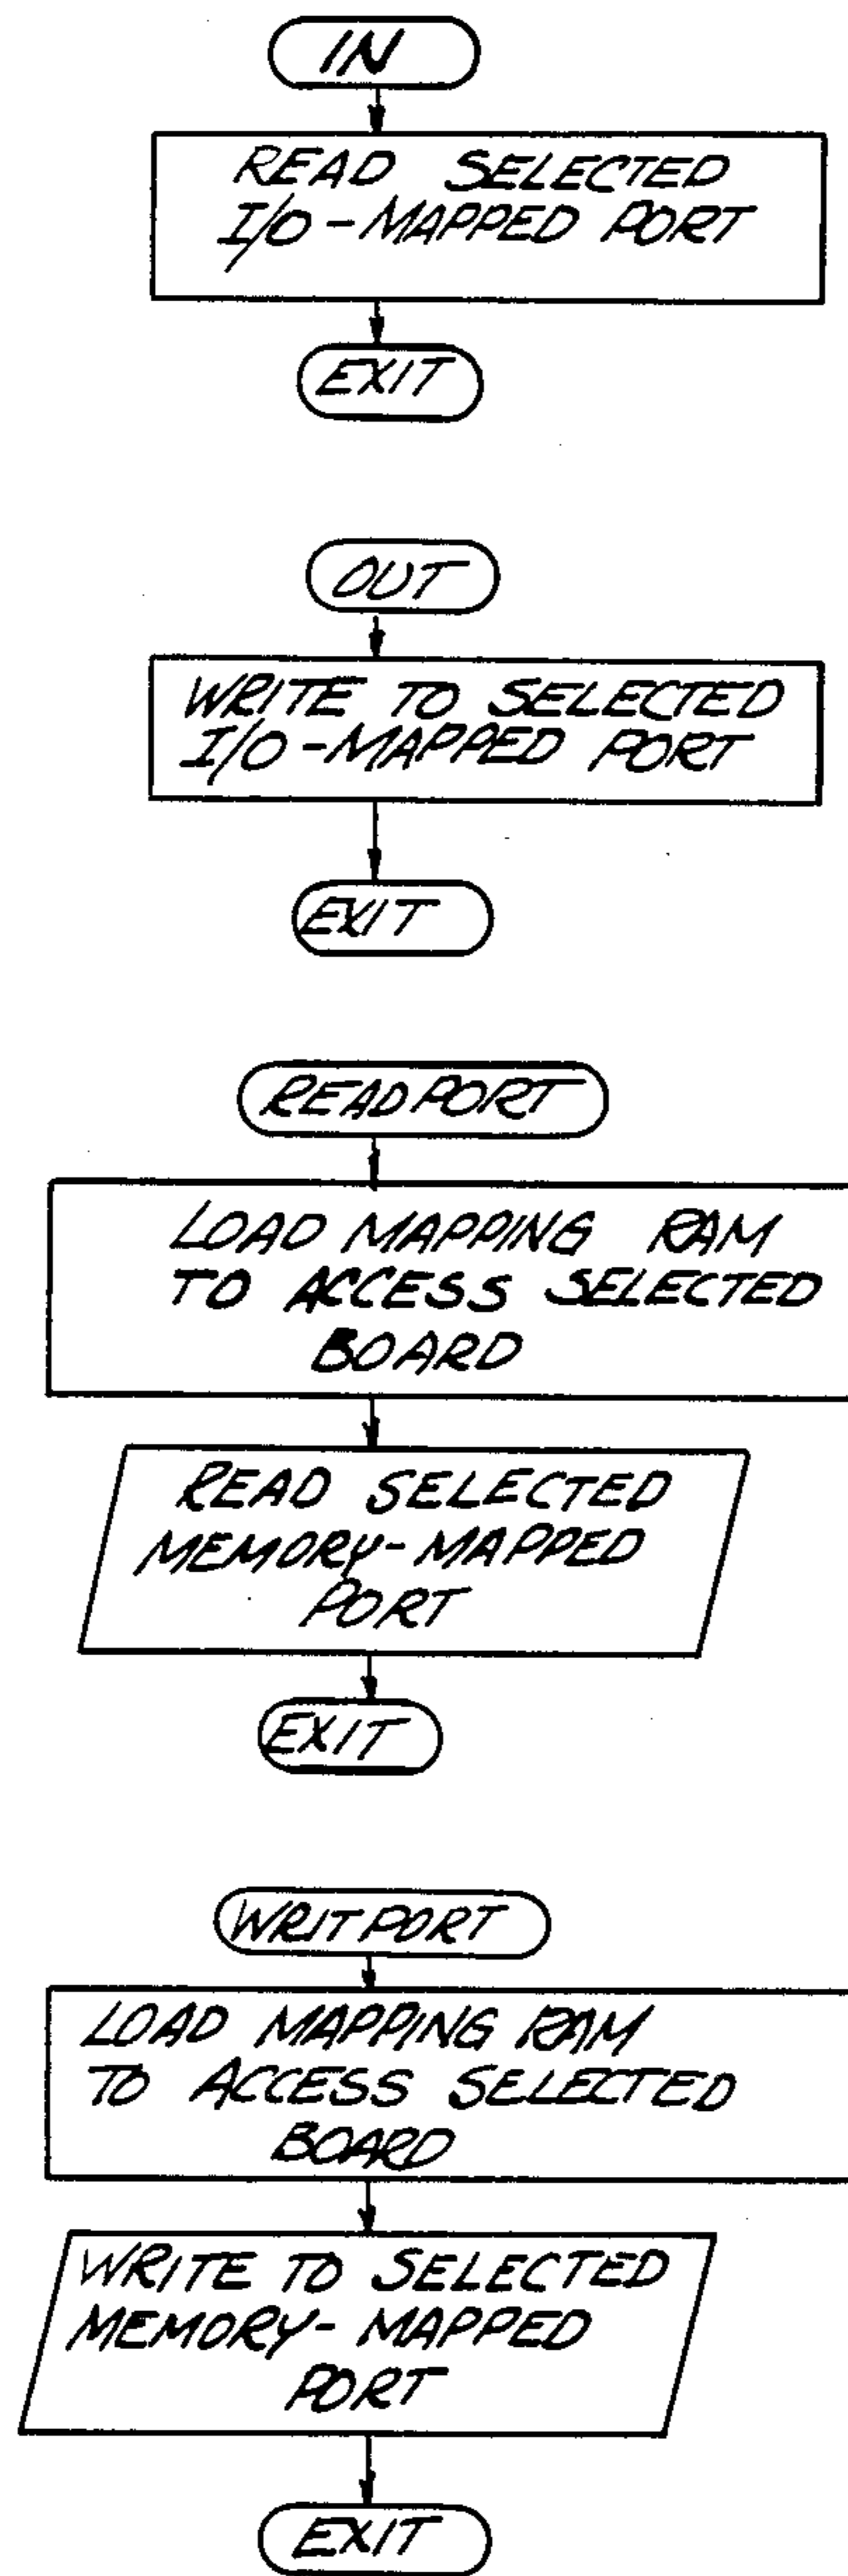 IN
READ SELECTED
I/O-MAPPED PORT
EXIT
OUT
WRITE TO SELECTED
I/O-MAPPED PORT
EXIT
READPORT
LOAD MAPPING RAM
TO ACCESS SELECTED
BOARD
READ SELECTED
MEMORY-MAPPED
PORT
EXIT
WRITPORT
LOAD MAPPING RAM
TO ACCESS SELECTED
BOARD
WRITE TO SELECTED
MEMORY-MAPPED
PORT
EXIT